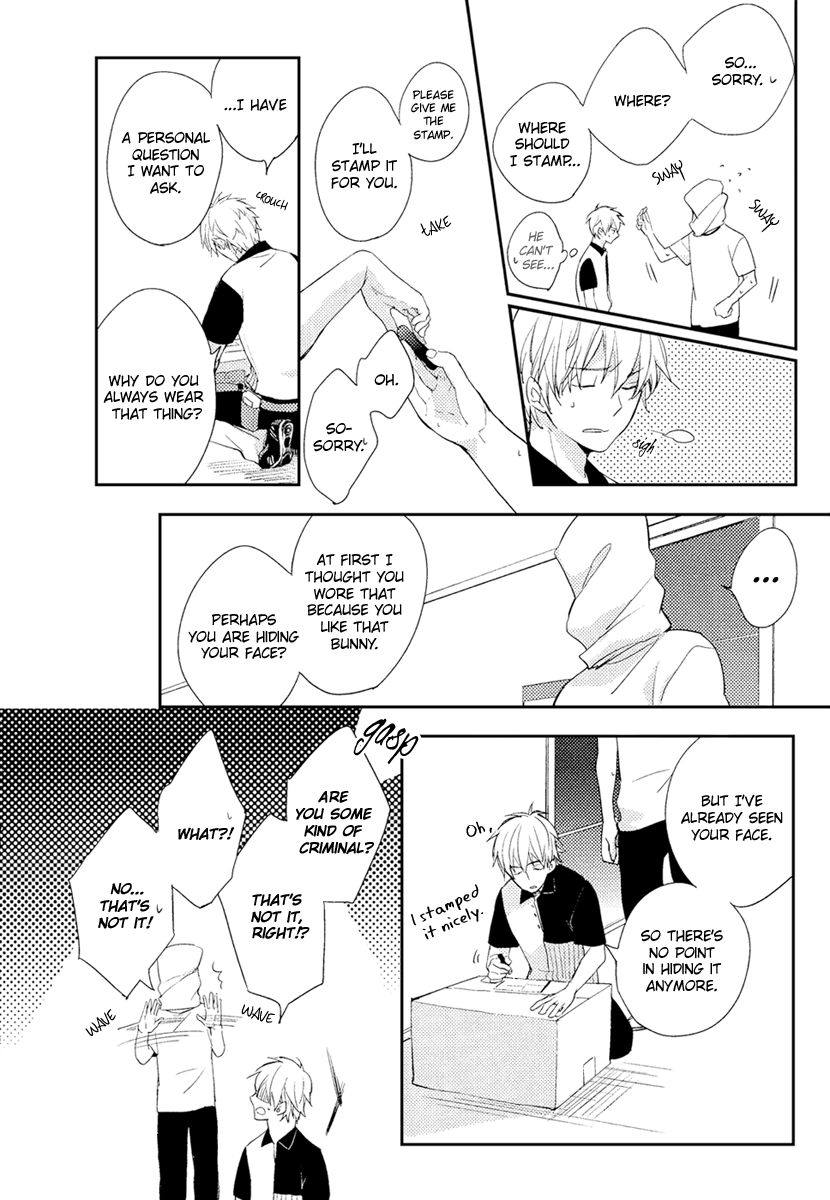 SO...
SORRY.
WHERE?
WHERE
SHOULD
I STAMP...
SWAY
SWAY
HE
CAN'T
SEE...
sigh
PLEASE
GIVE ME
THE
STAMP.
I'LL
STAMP IT
FOR YOU.
TAKE
OH.
SO-
SORRY.
...I HAVE
A PERSONAL
QUESTION
I WANT TO
ASK.
CROUCH
WHY DO YOU
ALWAYS WEAR
THAT THING?
...
AT FIRST I
THOUGHT YOU
WORE THAT
BECAUSE YOU
LIKE THAT
BUNNY.
PERHAPS
YOU ARE HIDING
YOUR FACE?
BUT I'VE
ALREADY SEEN
YOUR FACE.
Oh,
I stamped
it nicely.
SO THERE'S
NO POINT
IN HIDING IT
ANYMORE.
gasp
ARE
YOU SOME
KIND OF
CRIMINAL?
THAT'S
NOT IT,
RIGHT!?
WHAT?!
NO...
THAT'S
NOT IT!
WAVE
WAVE